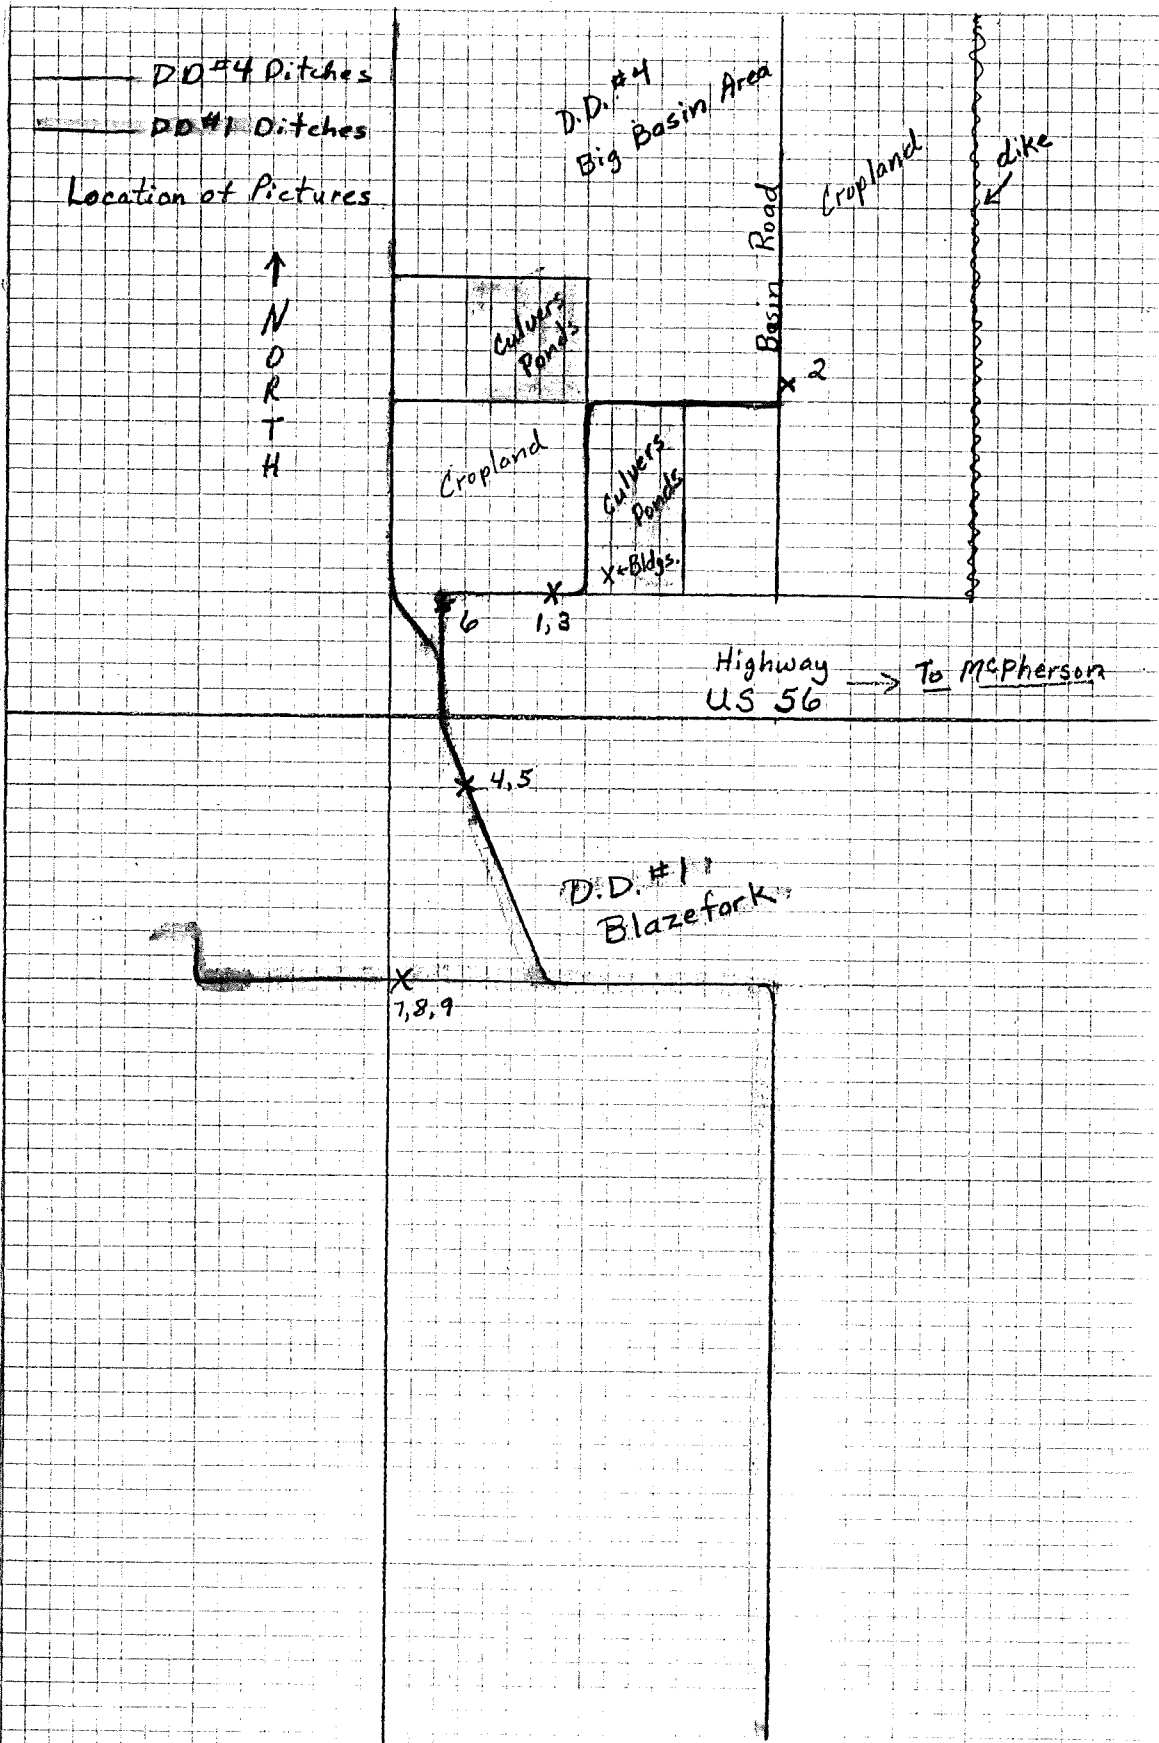 DD #4 Ditches
DD #1 Ditches
Location of Pictures
↑
N
O
R
T
H
D.D. #4
Big Basin Area
Basin Road
Cropland
dike
Culvers
Ponds
X 2
Cropland
Culvers
Ponds
X←Bldgs.
6
X
1,3
Highway → To McPherson
US 56
X 4,5
D.D. #1
Blazefork
X
7,8,9